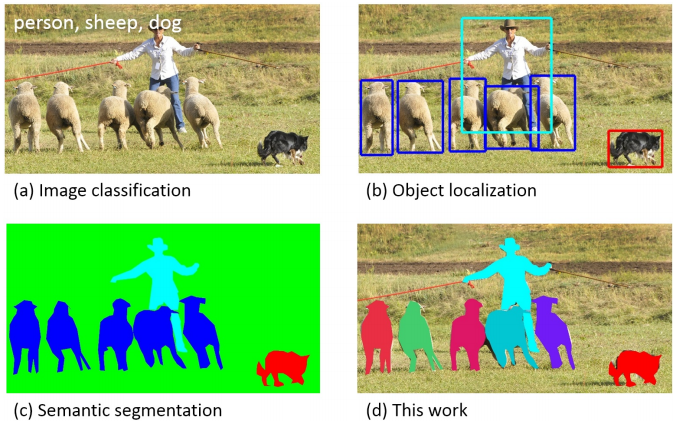 person, sheep, dog
(a) Image classification
(b) Object localization
(c) Semantic segmentation
(d) This work